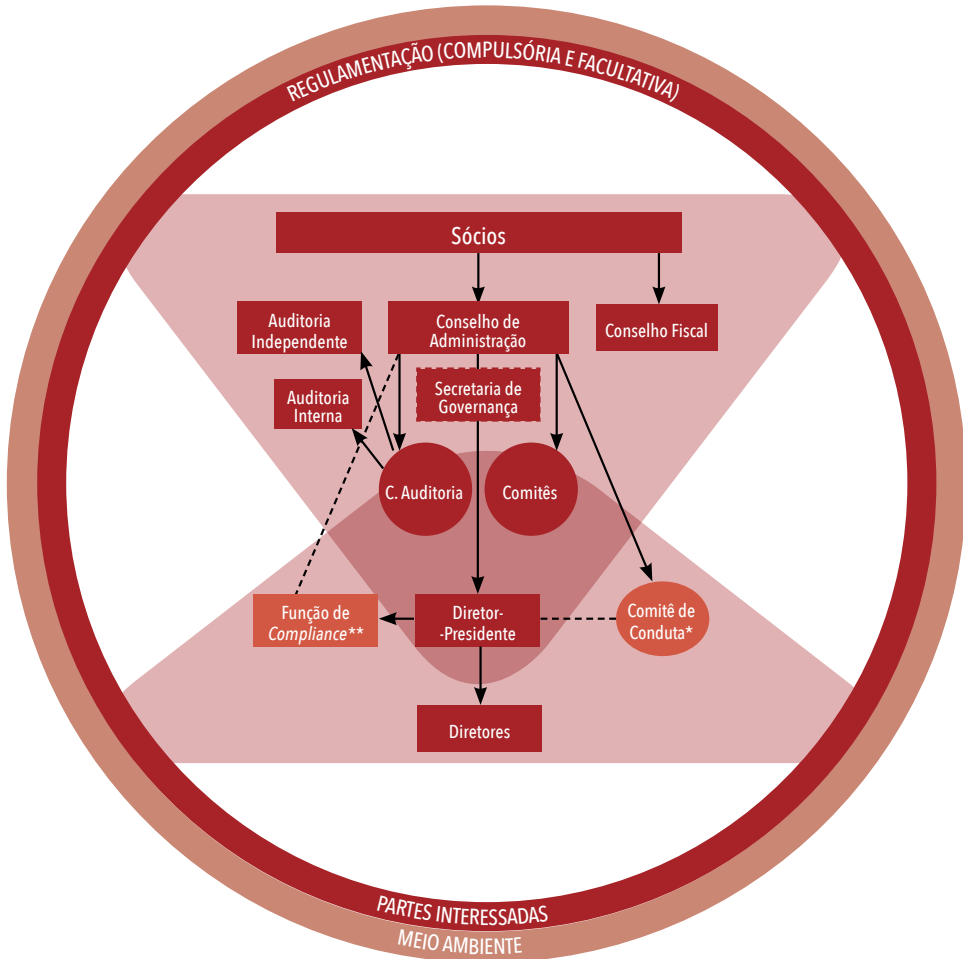 REGULAMENTAÇÃO (COMPULSÓRIA E FACULTATIVA)
Sócios
Auditoria
Independente
Conselho de
Administração
Conselho Fiscal
Auditoria
Interna
Secretaria de
Governança
C. Auditoria
Comitês
Função de
Compliance**
Diretor-
-Presidente
Comitê de
Conduta*
Diretores
PARTES INTERESSADAS
MEIO AMBIENTE